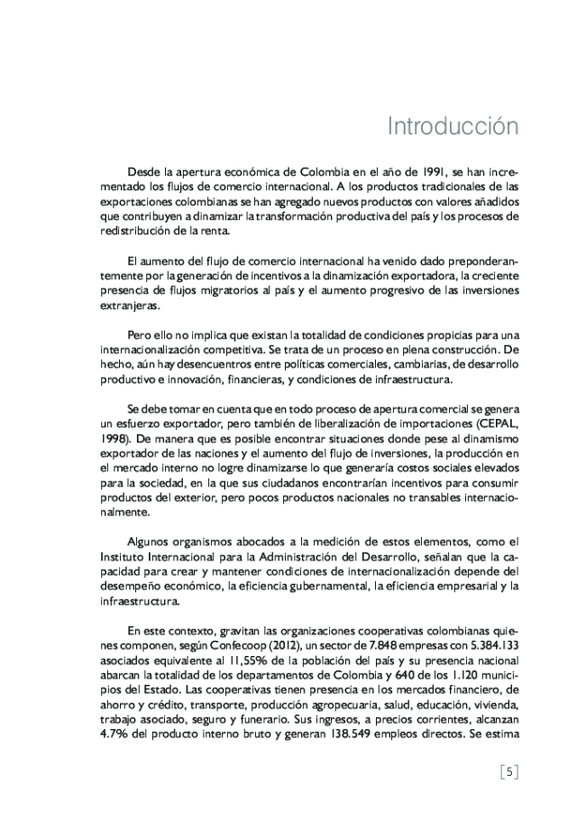 Introducción
Desde la apertura económica de Colombia en el año de 1991, se han incre-
mentado los flujos de comercio internacional. A los productos tradicionales de las
exportaciones colombianas se han agregado nuevos productos con valores añadidos
que contribuyen a dinamizar la transformación productiva del país y los procesos de
redistribución de la renta.
El aumento del flujo de comercio internacional ha venido dado preponderan-
temente por la generación de incentivos a la dinamización exportadora, la creciente
presencia de flujos migratorios al país y el aumento progresivo de las inversiones
extranjeras.
Pero ello no implica que existan la totalidad de condiciones propicias para una
internacionalización competitiva. Se trata de un proceso en plena construcción. De
hecho, aún hay desencuentros entre políticas comerciales, cambiarias, de desarrollo
productivo e innovación, financieras, y condiciones de infraestructura.
Se debe tomar en cuenta que en todo proceso de apertura comercial se genera
un esfuerzo exportador, pero también de liberalización de importaciones (CEPAL,
1998). De manera que es posible encontrar situaciones donde pese al dinamismo
exportador de las naciones y el aumento del flujo de inversiones, la producción en
el mercado interno no logre dinamizarse lo que generaría costos sociales elevados
para la sociedad, en la que sus ciudadanos encontrarían incentivos para consumir
productos del exterior, pero pocos productos nacionales no transables internacio-
nalmente.
Algunos organismos abocados a la medición de estos elementos, como el
Instituto Internacional para la Administración del Desarrollo, señalan que la ca-
pacidad para crear y mantener condiciones de internacionalización depende del
desempeño económico, la eficiencia gubernamental, la eficiencia empresarial y la
infraestructura.
En este contexto, gravitan las organizaciones cooperativas colombianas quie-
nes componen, según Confecoop (2012), un sector de 7.848 empresas con 5.384.133
asociados equivalente al 11,55% de la población del país y su presencia nacional
abarcan la totalidad de los departamentos de Colombia y 640 de los 1.120 munici-
pios del Estado. Las cooperativas tienen presencia en los mercados financiero, de
ahorro y crédito, transporte, producción agropecuaria, salud, educación, vivienda,
trabajo asociado, seguro y funerario. Sus ingresos, a precios corrientes, alcanzan
4.7% del producto interno bruto y generan 138.549 empleos directos. Se estima
[5]